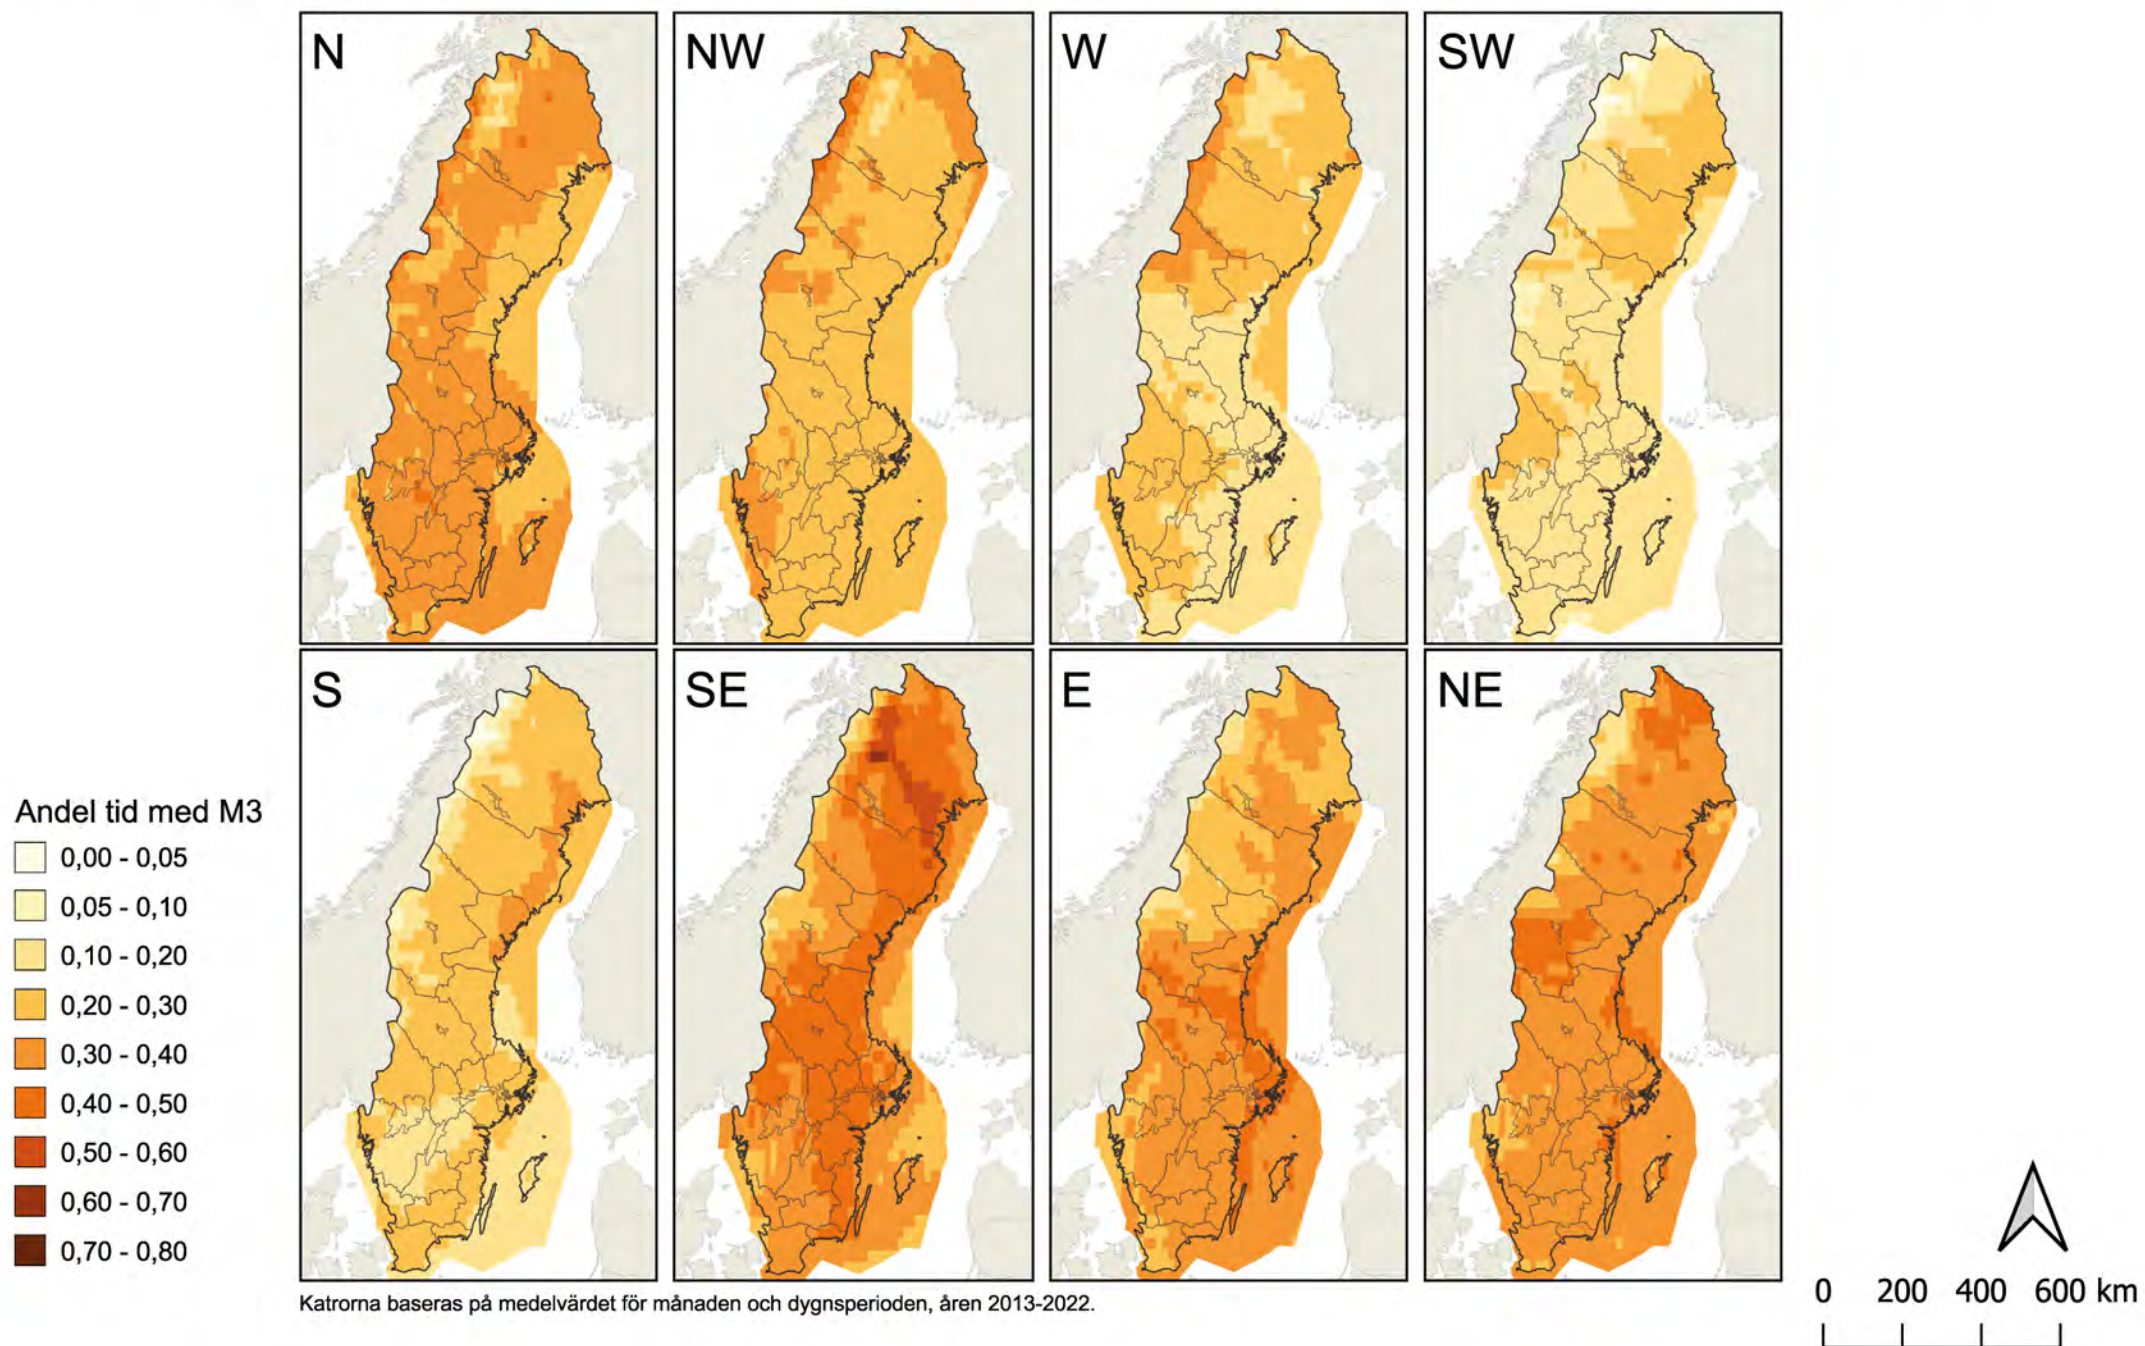 N
NW
W
SW
S
SE
E
NE
Andel tid med M3
0,00 - 0,05
0,05 - 0,10
0,10 - 0,20
0,20 - 0,30
0,30 - 0,40
0,40 - 0,50
0,50 - 0,60
0,60 - 0,70
0,70 - 0,80
Katrorna baseras på medelvärdet för månaden och dygnsperioden, åren 2013-2022.
0 200 400 600 km